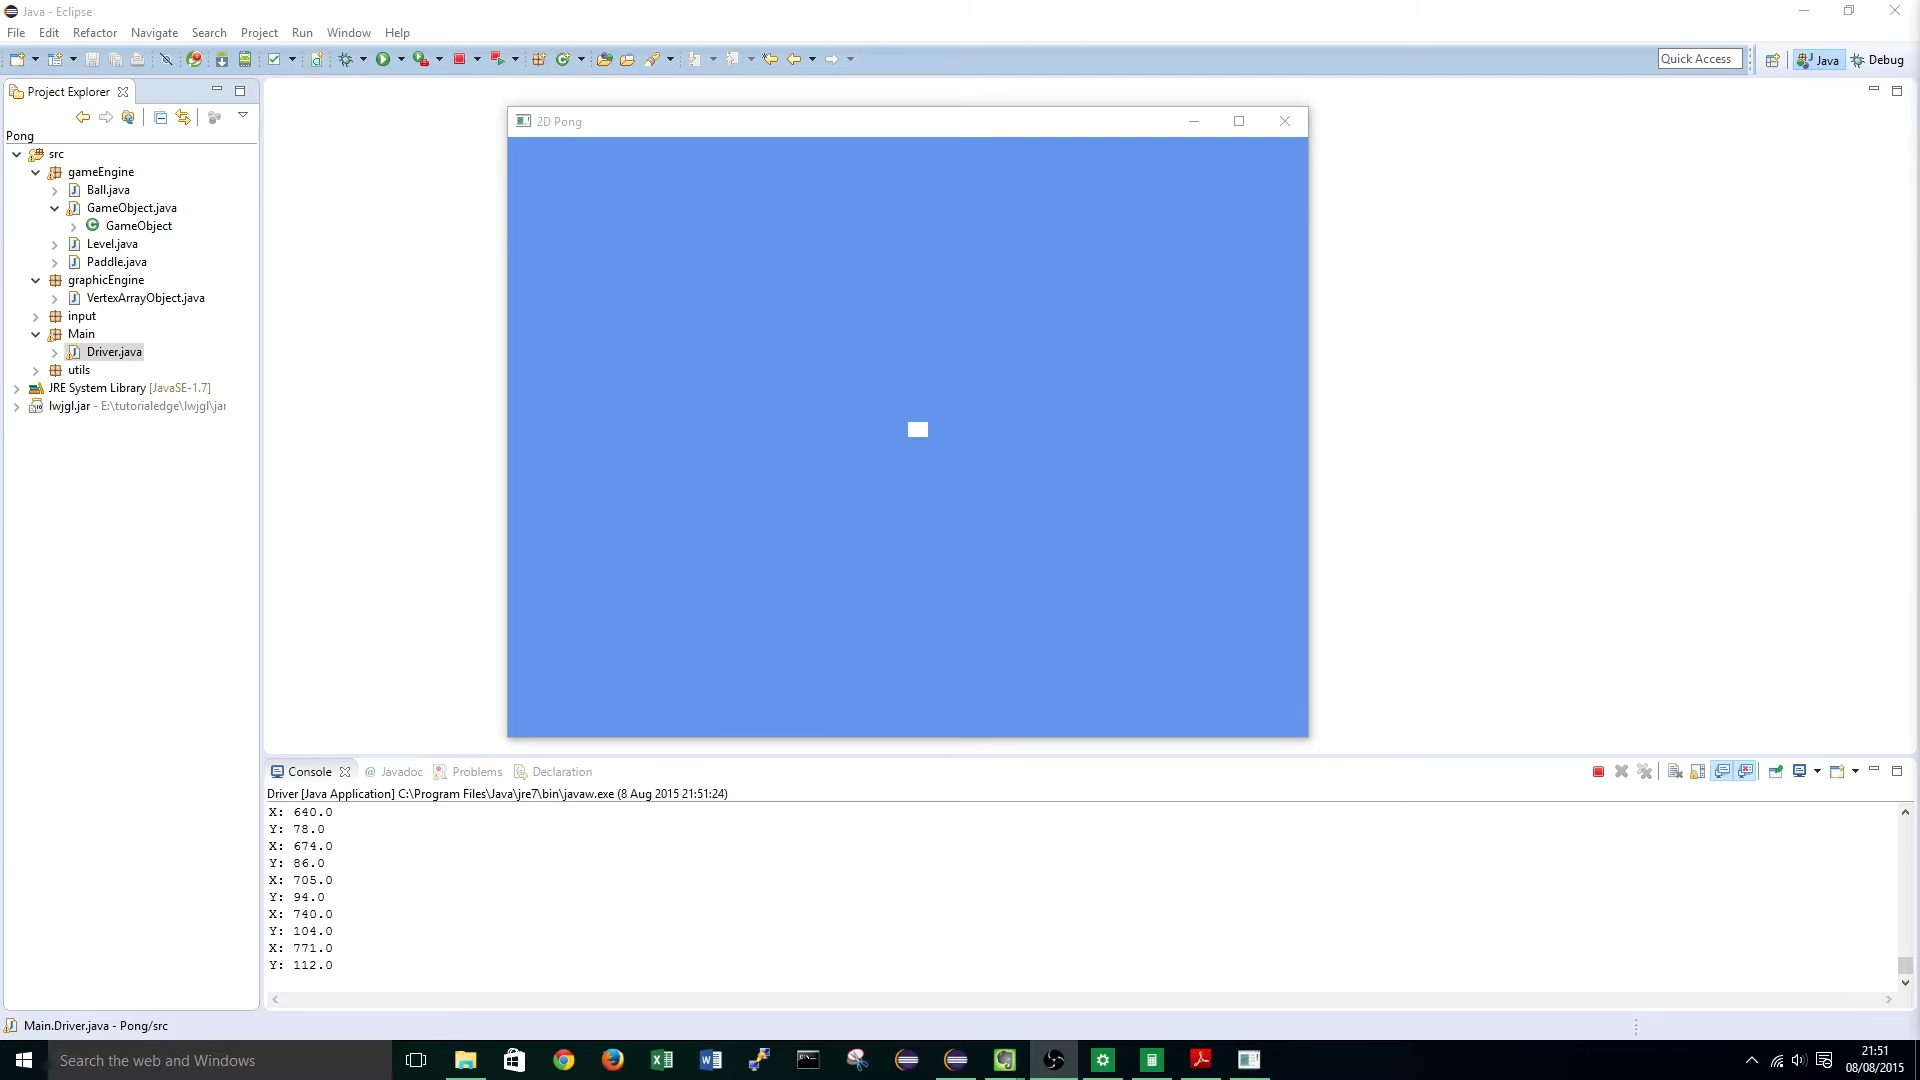 Java - Eclipse
File Edit Refactor Navigate Search Project Run Window Help
Quick Access Java Debug
Project Explorer
Pong
src
gameEngine
Ball.java
GameObject.java
GameObject
Level.java
Paddle.java
graphicEngine
VertexArrayObject.java
input
Main
Driver.java
utils
JRE System Library [JavaSE-1.7]
lwjgl.jar - E:\tutorialedge\lwjgl\jar
2D Pong
Console @ Javadoc Problems Declaration
Driver [Java Application] C:\Program Files\Java\jre7\bin\javaw.exe (8 Aug 2015 21:51:24)
X: 640.0
Y: 78.0
X: 674.0
Y: 86.0
X: 705.0
Y: 94.0
X: 740.0
Y: 104.0
X: 771.0
Y: 112.0
Main.Driver.java - Pong/src
Search the web and Windows
21:51
08/08/2015